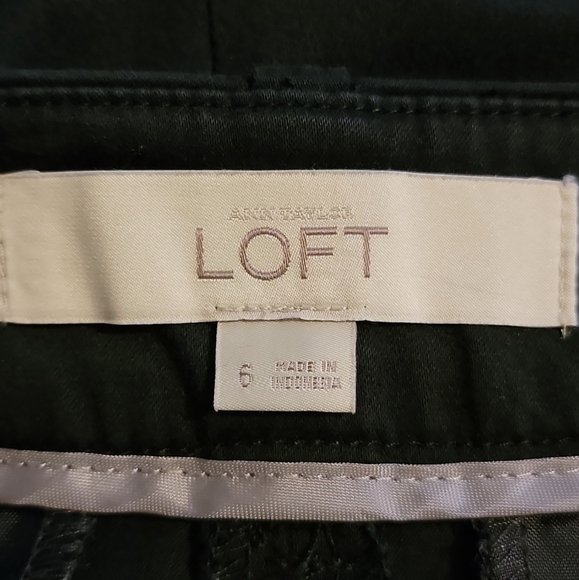 ANN TAYLOR
LOFT
6
MADE IN
INDONESIA